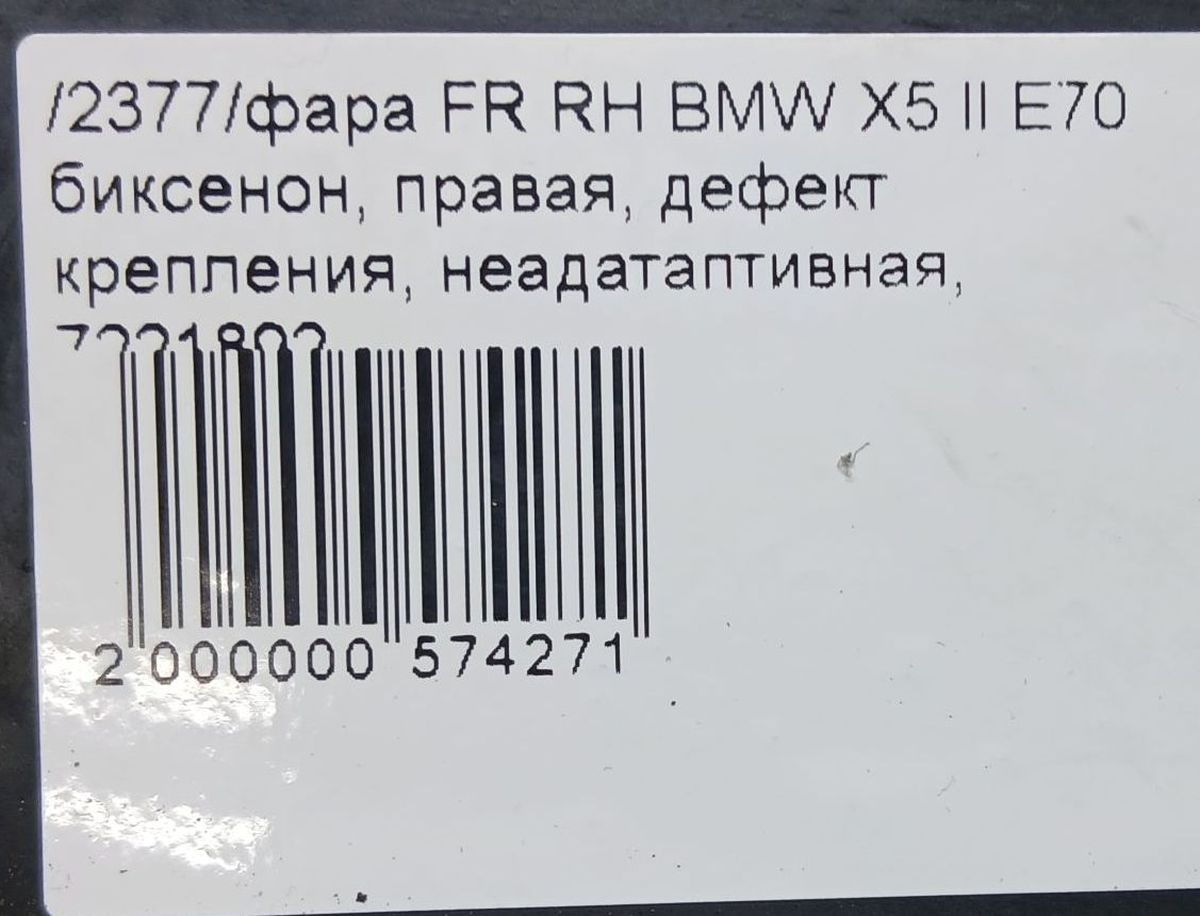 /2377/фара FR RH BMW X5 II E70
биксенон, правая, дефект
крепления, неадатаптивная,
2 000000 574271